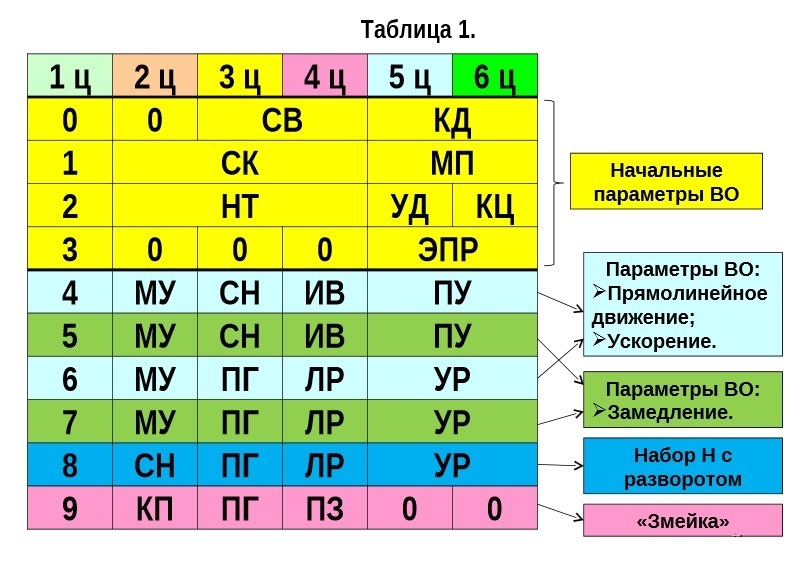 Таблица 1.
1 ц 2 ц 3 ц 4 ц 5 ц 6 ц
0 0 СВ КД
1 СК МП
2 НТ УД КЦ
3 0 0 0 ЭПР
4 МУ СН ИВ ПУ
5 МУ СН ИВ ПУ
6 МУ ПГ ЛР УР
7 МУ ПГ ЛР УР
8 СН ПГ ЛР УР
9 КП ПГ ПЗ 0 0
Начальные
параметры ВО
Параметры ВО:
Прямолинейное
движение;
Ускорение.
Параметры ВО:
Замедление.
Набор Н с
разворотом
«Змейка»